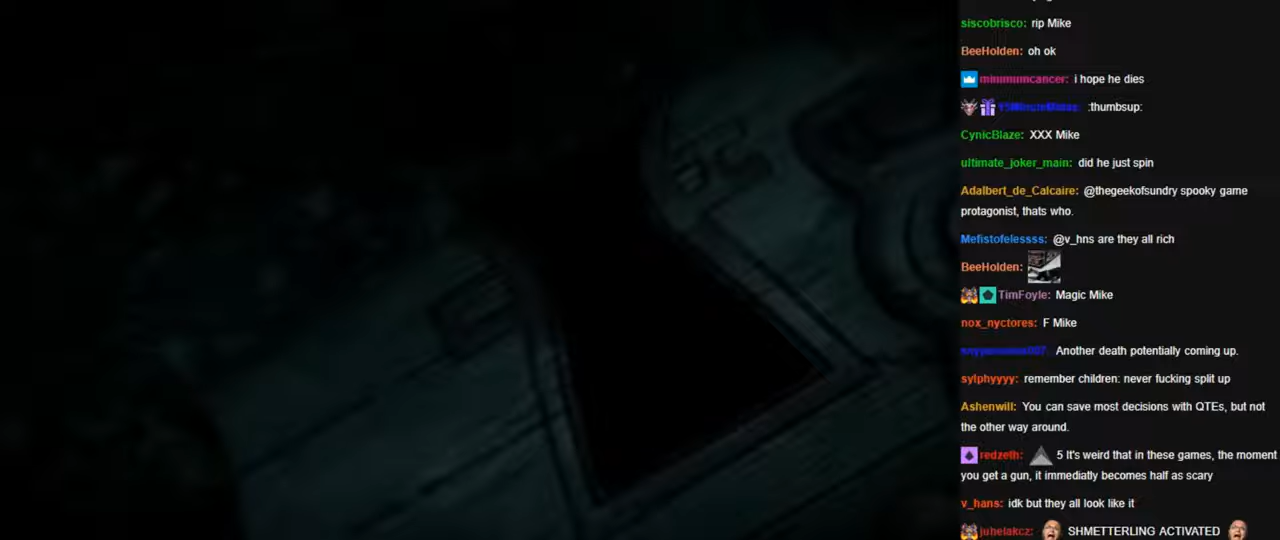 siscobrisco: rip Mike
BeeHolden: oh ok
minimumcancer: i hope he dies
:thumbsup:
CynicBlaze: XXX Mike
ultimate_joker_main: did he just spin
Adalbert_de_Calcaire: @thegeekofsundry spooky game
protagonist, thats who.
Mefistofelessss: @v_hns are they all rich
BeeHolden:
TimFoyle: Magic Mike
nox_nyctores: F Mike
Another death potentially coming up.
sylphyyyy: remember children: never fucking split up
Ashenwill: You can save most decisions with QTEs, but not
the other way around.
redzeth: 5 It's weird that in these games, the moment
you get a gun, it immediatly becomes half as scary
v_hans: idk but they all look like it
juhelakcz: SHMETTERLING ACTIVATED